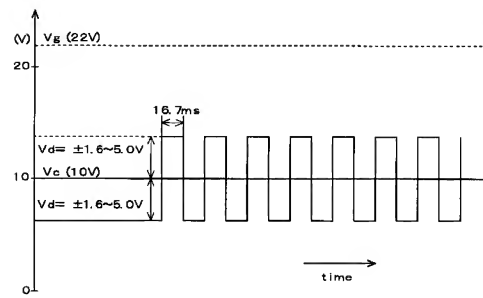 (V)
Vg (22V)
20
16.7ms
Vd= ±1.6~5.0V
Vc (10V)
10
Vd= ±1.6~5.0V
time
0